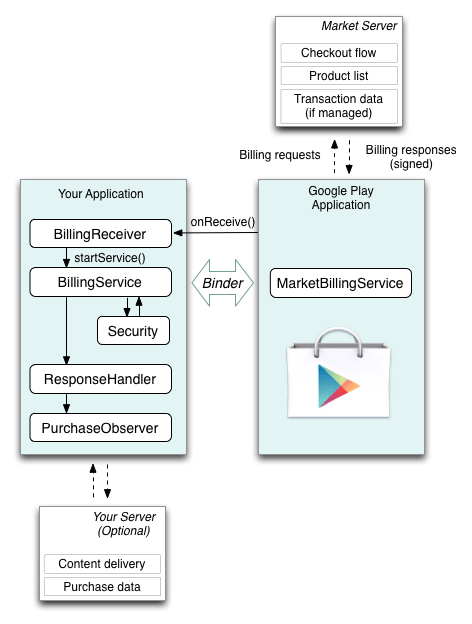 Market Server
Checkout flow
Product list
Transaction data
(if managed)
Billing requests
Billing responses
(signed)
Your Application
BillingReceiver
startService()
BillingService
Security
ResponseHandler
PurchaseObserver
onReceive()
Binder
Google Play
Application
MarketBillingService
Your Server
(Optional)
Content delivery
Purchase data